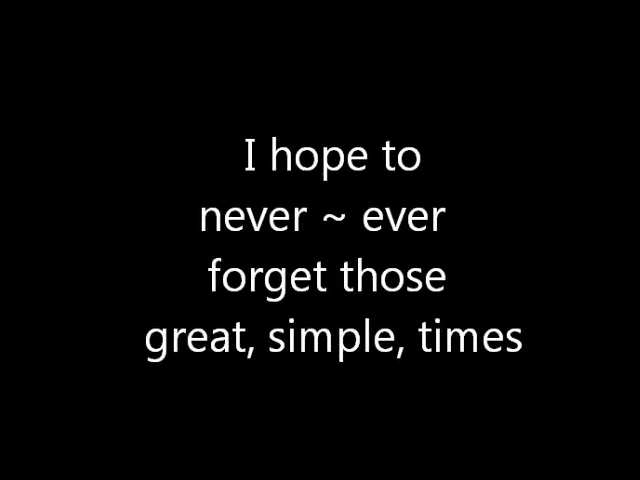 I hope to
never ~ ever
forget those
great, simple, times